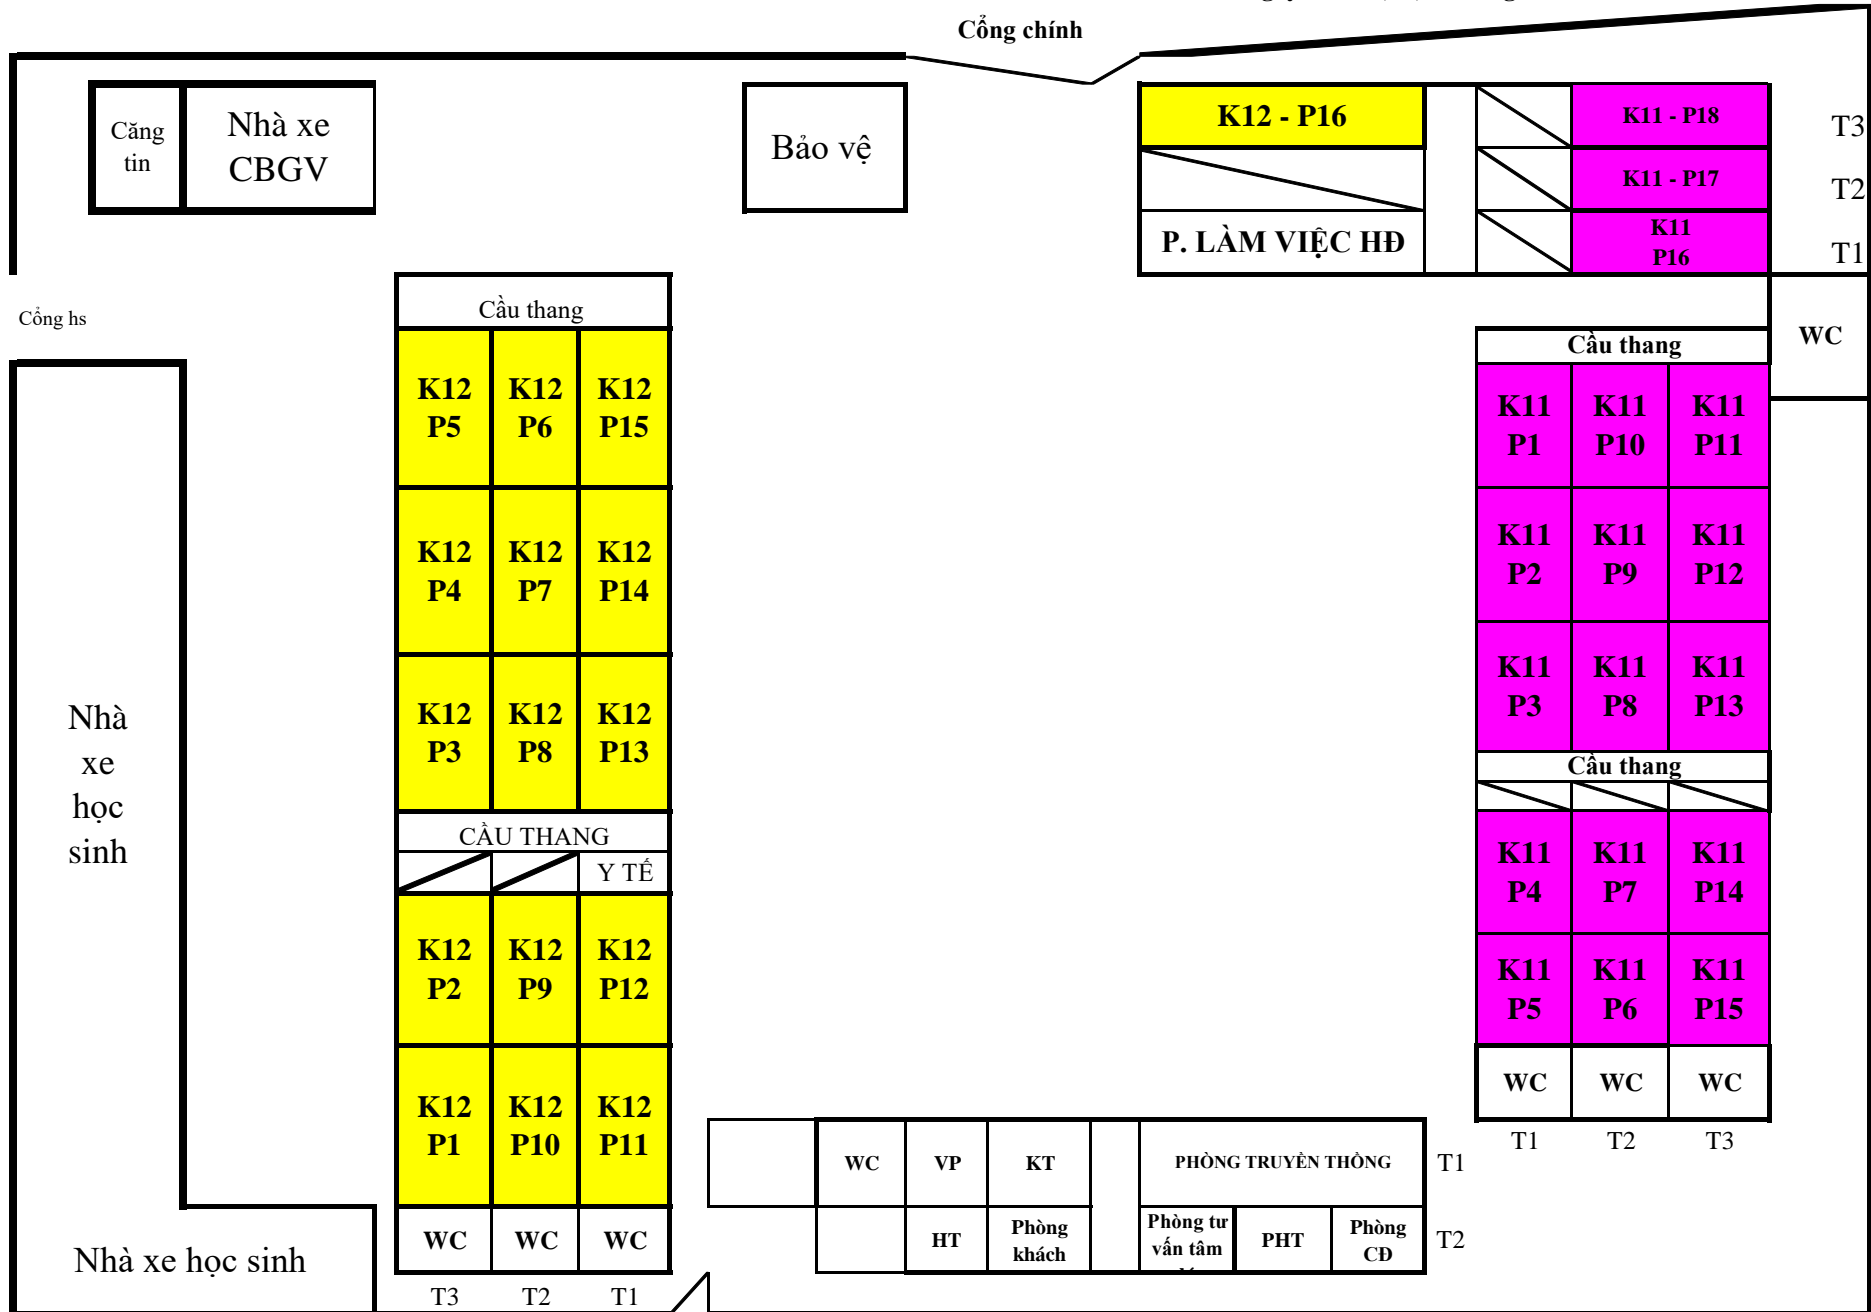 Cổng chính
Căng
tin
Nhà xe
CBGV
Bảo vệ
K12 - P16
K11 - P18
T3
K11 - P17
T2
P. LÀM VIỆC HĐ
K11
P16
T1
Cầu thang
Cổng hs
Cầu thang
WC
K12
P5
K12
P6
K12
P15
K11
P1
K11
P10
K11
P11
K12
P4
K12
P7
K12
P14
K11
P2
K11
P9
K11
P12
K12
P3
K12
P8
K12
P13
K11
P3
K11
P8
K11
P13
Nhà
xe
học
sinh
Cầu thang
CẦU THANG
Y TẾ
K11
P4
K11
P7
K11
P14
K12
P2
K12
P9
K12
P12
K11
P5
K11
P6
K11
P15
K12
P1
K12
P10
K12
P11
WC
WC
WC
T1
T2
T3
WC
VP
KT
PHÒNG TRUYỀN THỐNG
T1
Nhà xe học sinh
WC
WC
WC
HT
Phòng
khách
Phòng tư
vấn tâm
PHT
Phòng
CĐ
T2
T3
T2
T1